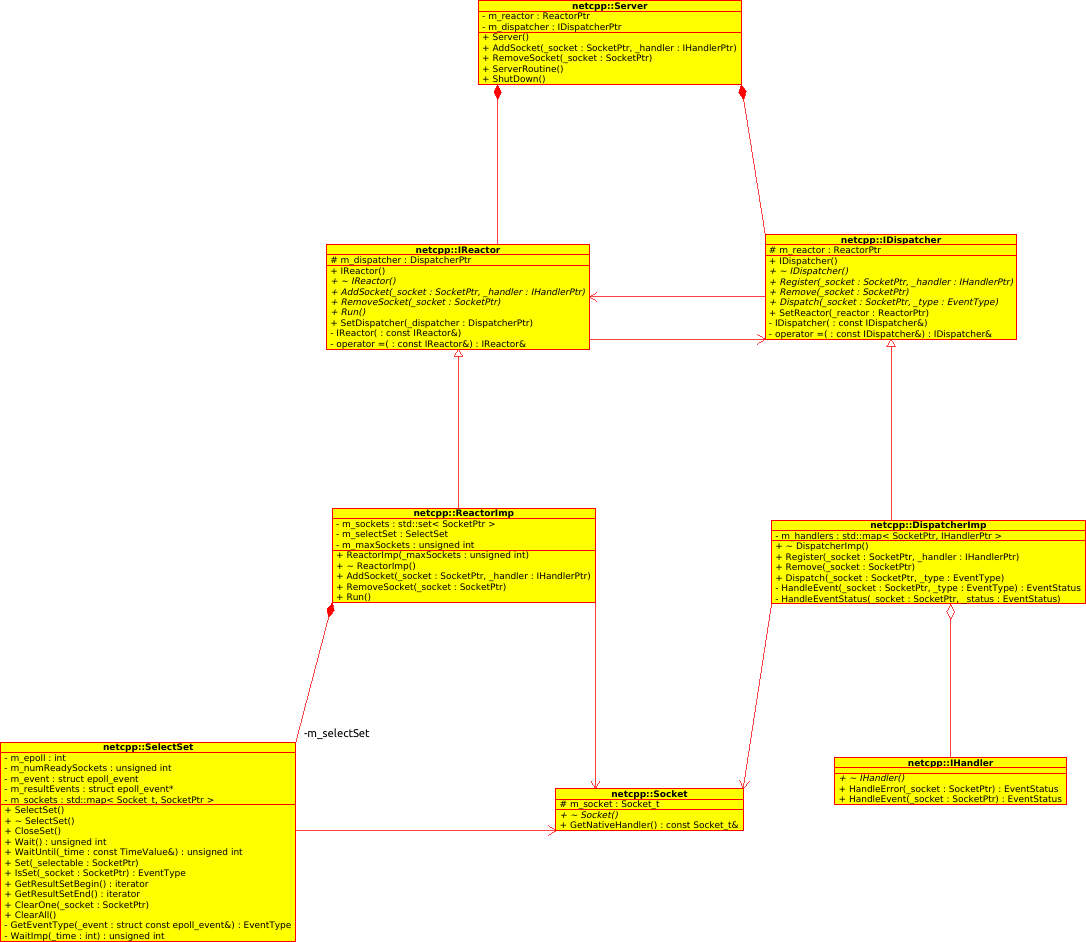 netcpp::Server
- m_reactor : ReactorPtr
- m_dispatcher : IDispatcherPtr
+ Server()
+ AddSocket(_socket : SocketPtr, _handler : IHandlerPtr)
+ RemoveSocket(_socket : SocketPtr)
+ ServerRoutine()
+ ShutDown()
netcpp::IReactor
# m_dispatcher : DispatcherPtr
+ IReactor()
+ ~ IReactor()
+ AddSocket(_socket : SocketPtr, _handler : IHandlerPtr)
+ RemoveSocket(_socket : SocketPtr)
+ Run()
+ SetDispatcher(_dispatcher : DispatcherPtr)
- IReactor( : const IReactor&)
- operator =( : const IReactor&) : IReactor&
netcpp::IDispatcher
# m_reactor : ReactorPtr
+ IDispatcher()
+ ~ IDispatcher()
+ Register(_socket : SocketPtr, _handler : IHandlerPtr)
+ Remove(_socket : SocketPtr)
+ Dispatch(_socket : SocketPtr, _type : EventType)
+ SetReactor(_reactor : ReactorPtr)
- IDispatcher( : const IDispatcher&)
- operator =( : const IDispatcher&) : IDispatcher&
netcpp::ReactorImp
- m_sockets : std::set< SocketPtr >
- m_selectSet : SelectSet
- m_maxSockets : unsigned int
+ ReactorImp(_maxSockets : unsigned int)
+ ~ ReactorImp()
+ AddSocket(_socket : SocketPtr, _handler : IHandlerPtr)
+ RemoveSocket(_socket : SocketPtr)
+ Run()
netcpp::DispatcherImp
- m_handlers : std::map< SocketPtr, IHandlerPtr >
+ ~ DispatcherImp()
+ Register(_socket : SocketPtr, _handler : IHandlerPtr)
+ Remove(_socket : SocketPtr)
+ Dispatch(_socket : SocketPtr, _type : EventType)
- HandleEvent(_socket : SocketPtr, _type : EventType) : EventStatus
- HandleEventStatus(_socket : SocketPtr, _status : EventStatus)
-m_selectSet
netcpp::SelectSet
- m_epoll : int
- m_numReadySockets : unsigned int
- m_event : struct epoll_event
- m_resultEvents : struct epoll_event*
- m_sockets : std::map< Socket_t, SocketPtr >
+ SelectSet()
+ ~ SelectSet()
+ CloseSet()
+ Wait() : unsigned int
+ WaitUntil(_time : const TimeValue&) : unsigned int
+ Set(_selectable : SocketPtr)
+ IsSet(_socket : SocketPtr) : EventType
+ GetResultSetBegin() : iterator
+ GetResultSetEnd() : iterator
+ ClearOne(_socket : SocketPtr)
+ ClearAll()
- GetEventType(_event : struct const epoll_event&) : EventType
- WaitImp(_time : int) : unsigned int
netcpp::Socket
# m_socket : Socket_t
+ ~ Socket()
+ GetNativeHandler() : const Socket_t&
netcpp::IHandler
+ ~ IHandler()
+ HandleError(_socket : SocketPtr) : EventStatus
+ HandleEvent(_socket : SocketPtr) : EventStatus